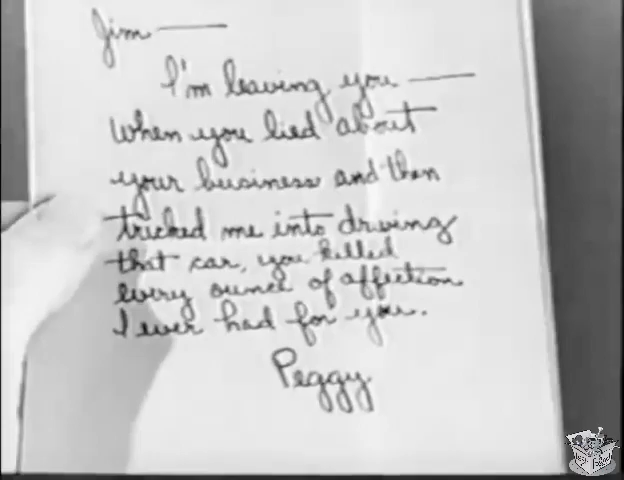 Jim —
I'm leaving you —
When you lied about
your business and then
tricked me into driving
that car, you killed
every ounce of affection
I ever had for you.
Peggy